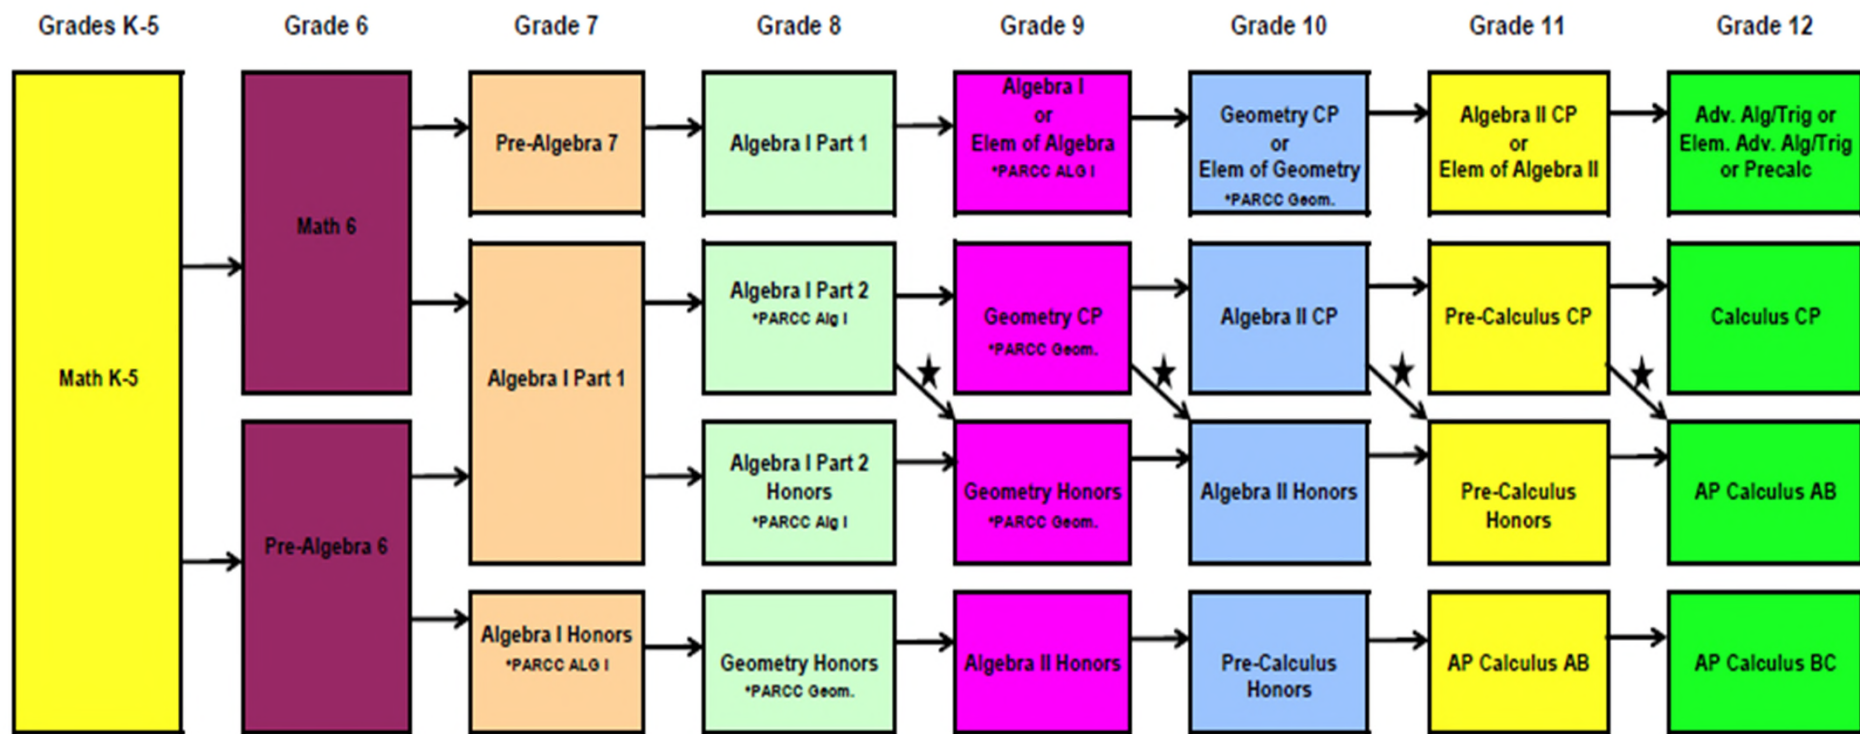 Grades K-5
Grade 6
Grade 7
Grade 8
Grade 9
Grade 10
Grade 11
Grade 12
Math K-5
Math 6
Pre-Algebra 6
Pre-Algebra 7
Algebra I Part 1
Algebra I Honors
*PARCC ALG I
Algebra I Part 1
Algebra I Part 2
*PARCC Alg I
Algebra I Part 2
Honors
*PARCC Alg I
Geometry Honors
*PARCC Geom.
Algebra I
or
Elem of Algebra
*PARCC ALG I
Geometry CP
*PARCC Geom.
Geometry Honors
*PARCC Geom.
Algebra II Honors
Geometry CP
or
Elem of Geometry
*PARCC Geom.
Algebra II CP
Algebra II Honors
Pre-Calculus
Honors
Algebra II CP
or
Elem of Algebra II
Pre-Calculus CP
Pre-Calculus
Honors
AP Calculus AB
Adv. Alg/Trig or
Elem. Adv. Alg/Trig
or Precalc
Calculus CP
AP Calculus AB
AP Calculus BC